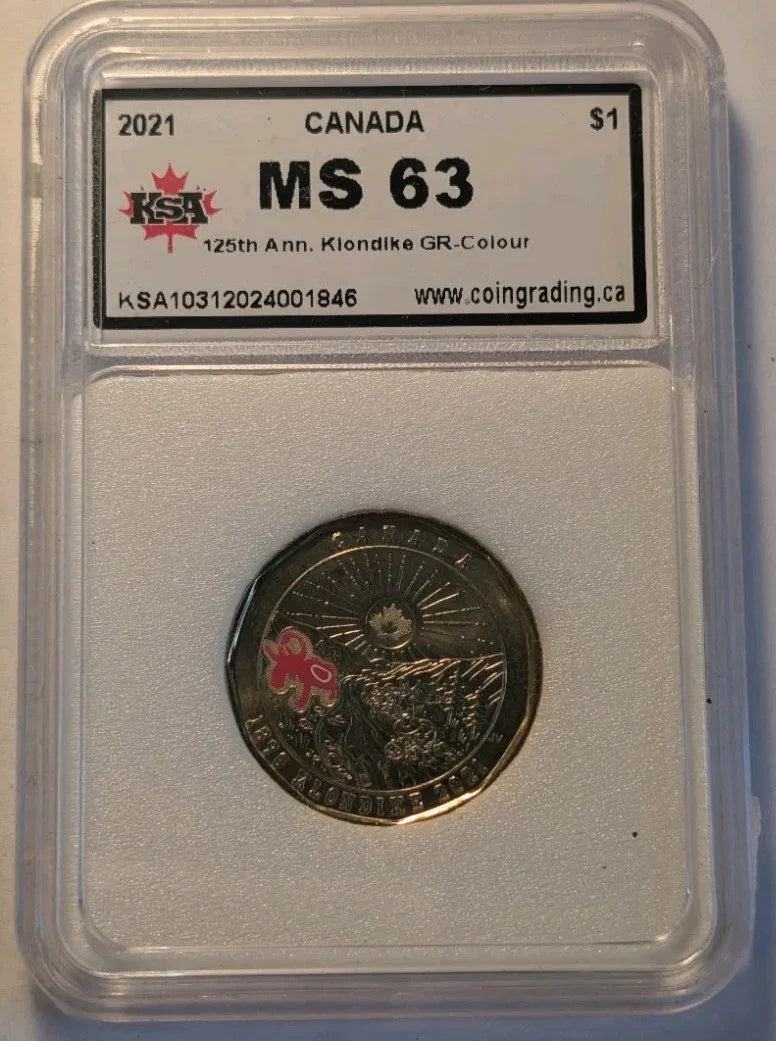 2021 CANADA $1
MS 63
KSA
125th Ann. Klondike GR-Colour
KSA10312024001846 www.coingrading.ca
CANADA
1896 KLONDIKE 2021